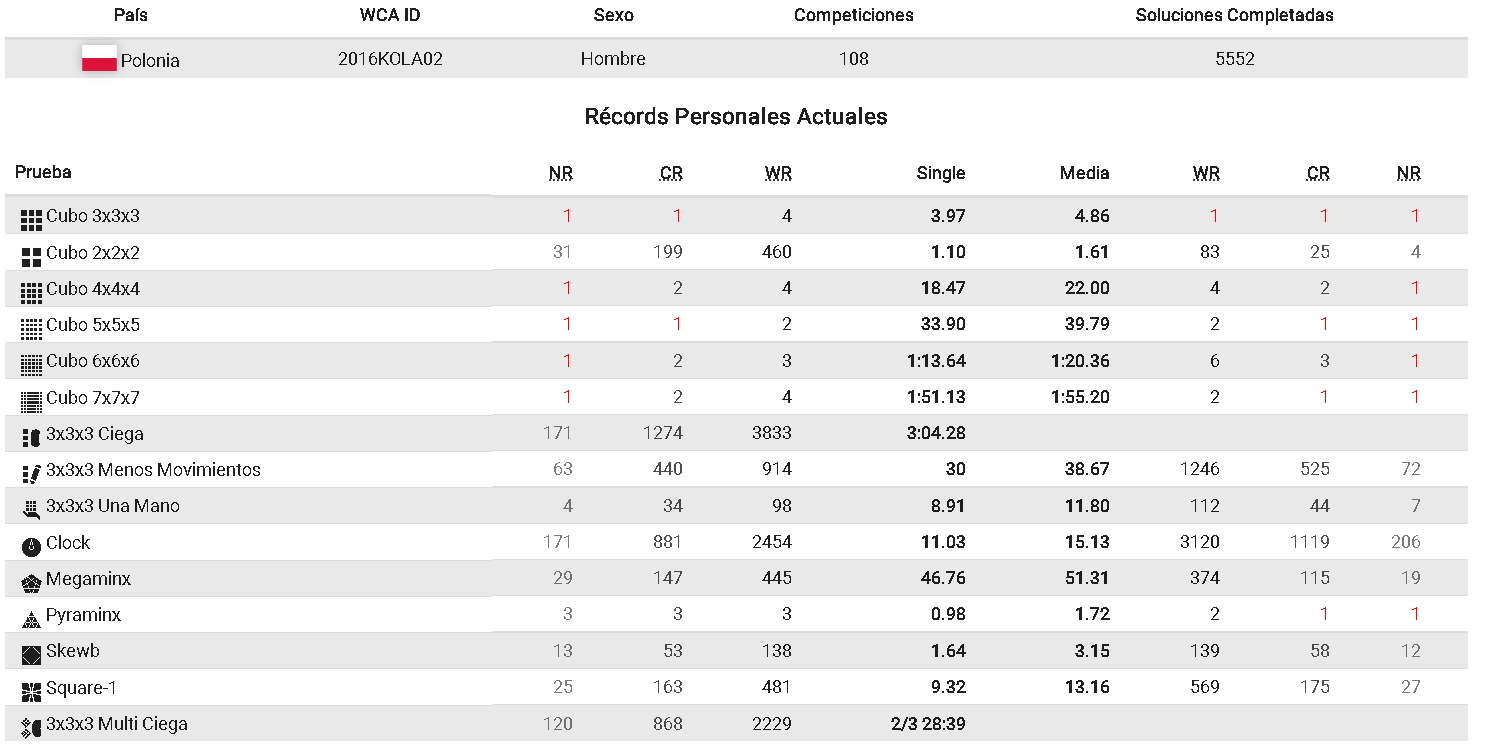 País WCA ID Sexo Competiciones Soluciones Completadas
Polonia 2016KOLA02 Hombre 108 5552
Récords Personales Actuales
Prueba NR CR WR Single Media WR CR NR
Cubo 3x3x3 1 1 4 3.97 4.86 1 1 1
Cubo 2x2x2 31 199 460 1.10 1.61 83 25 4
Cubo 4x4x4 1 2 4 18.47 22.00 4 2 1
Cubo 5x5x5 1 1 2 33.90 39.79 2 1 1
Cubo 6x6x6 1 2 3 1:13.64 1:20.36 6 3 1
Cubo 7x7x7 1 2 4 1:51.13 1:55.20 2 1 1
3x3x3 Ciega 171 1274 3833 3:04.28
3x3x3 Menos Movimientos 63 440 914 30 38.67 1246 525 72
3x3x3 Una Mano 4 34 98 8.91 11.80 112 44 7
Clock 171 881 2454 11.03 15.13 3120 1119 206
Megaminx 29 147 445 46.76 51.31 374 115 19
Pyraminx 3 3 3 0.98 1.72 2 1 1
Skewb 13 53 138 1.64 3.15 139 58 12
Square-1 25 163 481 9.32 13.16 569 175 27
3x3x3 Multi Ciega 120 868 2229 2/3 28:39